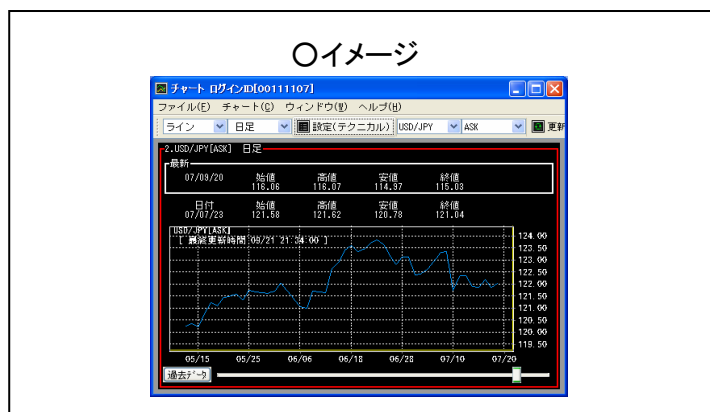 〇イメージ
チャート ログインID[00111107]
ファイル(F) チャート(C) ウィンドウ(W) ヘルプ(H)
ライン 日足 設定(テクニカル) USD/JPY ASK 更新
2.USD/JPY[ASK] 日足
最新
07/09/20 始値 高値 安値 終値
116.06 116.07 114.97 115.03
日付 始値 高値 安値 終値
07/07/23 121.58 121.62 120.78 121.04
USD/JPY[ASK]
[ 最終更新時間:09/21 21:34:00 ]
124.00
123.50
123.00
122.50
122.00
121.50
121.00
120.50
120.00
119.50
05/15 05/25 06/06 06/18 06/28 07/10 07/20
過去データ